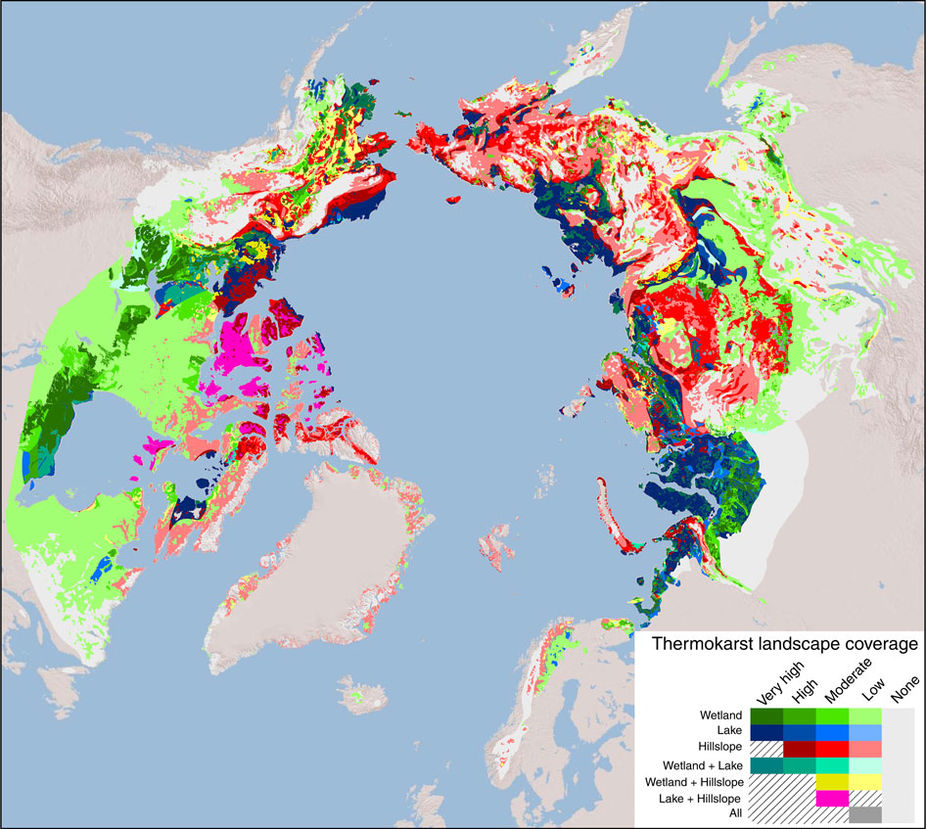 Thermokarst landscape coverage
Very high
High
Moderate
Low
None
Wetland
Lake
Hillslope
Wetland + Lake
Wetland + Hillslope
Lake + Hillslope
All